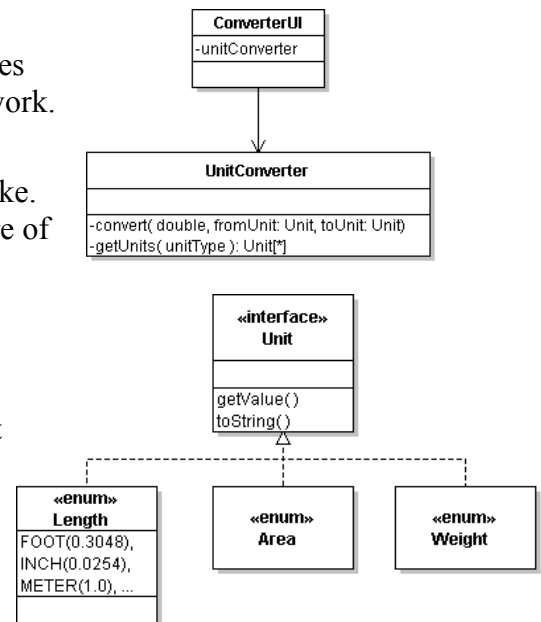 ConverterUI
-unitConverter
es
work.
UnitConverter
ke.
-convert( double, fromUnit: Unit, toUnit: Unit)
e of
-getUnits( unitType ): Unit[*]
«interface»
Unit
getValue()
toString()
t
«enum»
Length
FOOT(0.3048),
INCH(0.0254),
METER(1.0), ...
«enum»
Area
«enum»
Weight